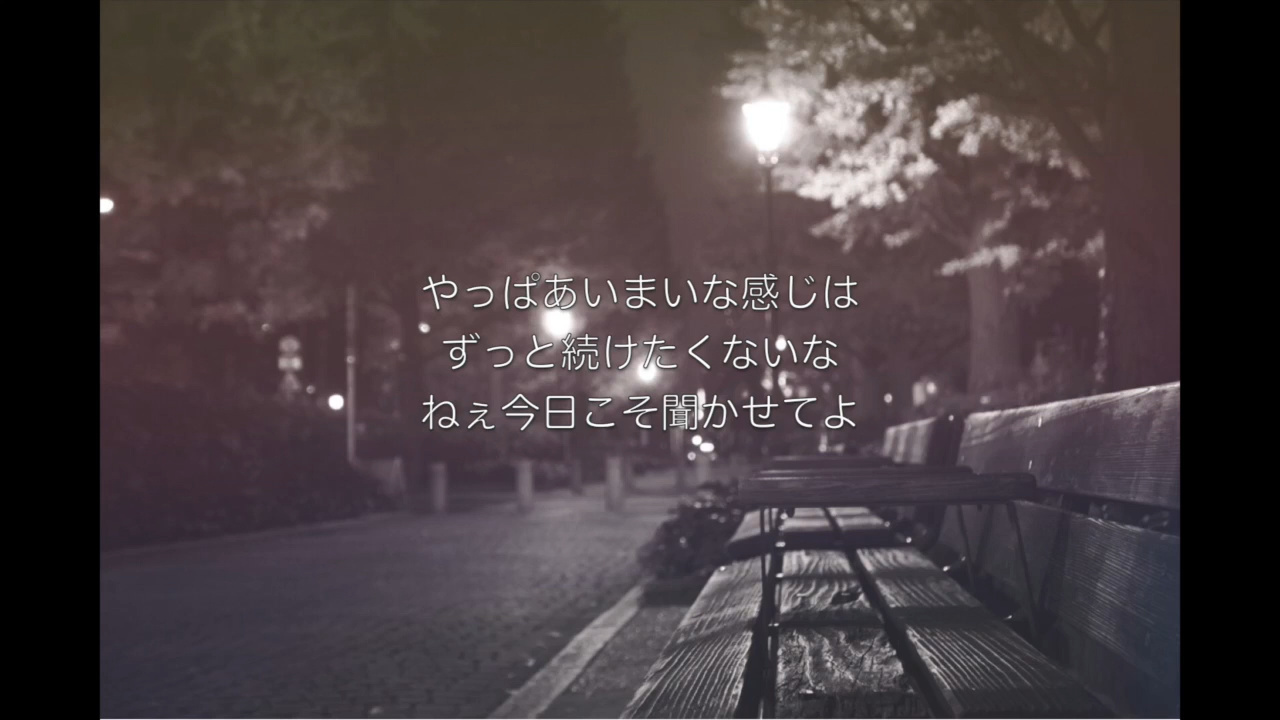 やっぱあいまいな感じは
ずっと続けたくないな
ねぇ今日こそ聞かせてよ